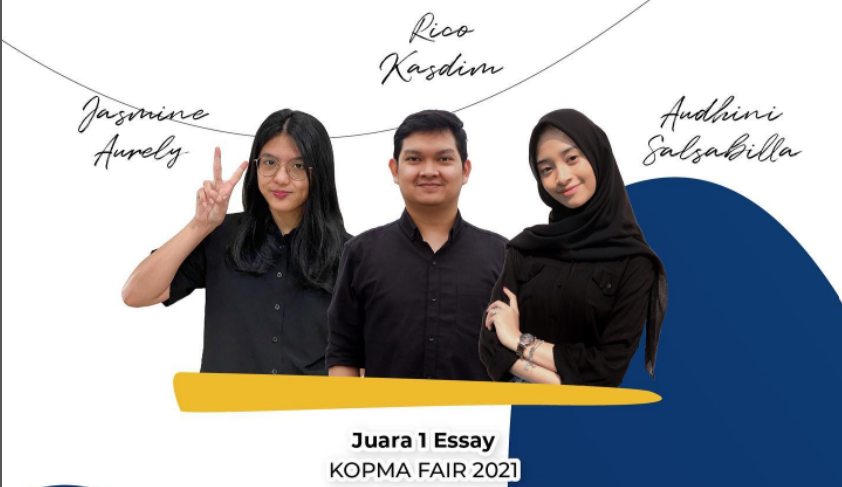 Rico
Kasdim
Jasmine
Aurely
Audhini
Salsabilla
Juara 1 Essay
KOPMA FAIR 2021